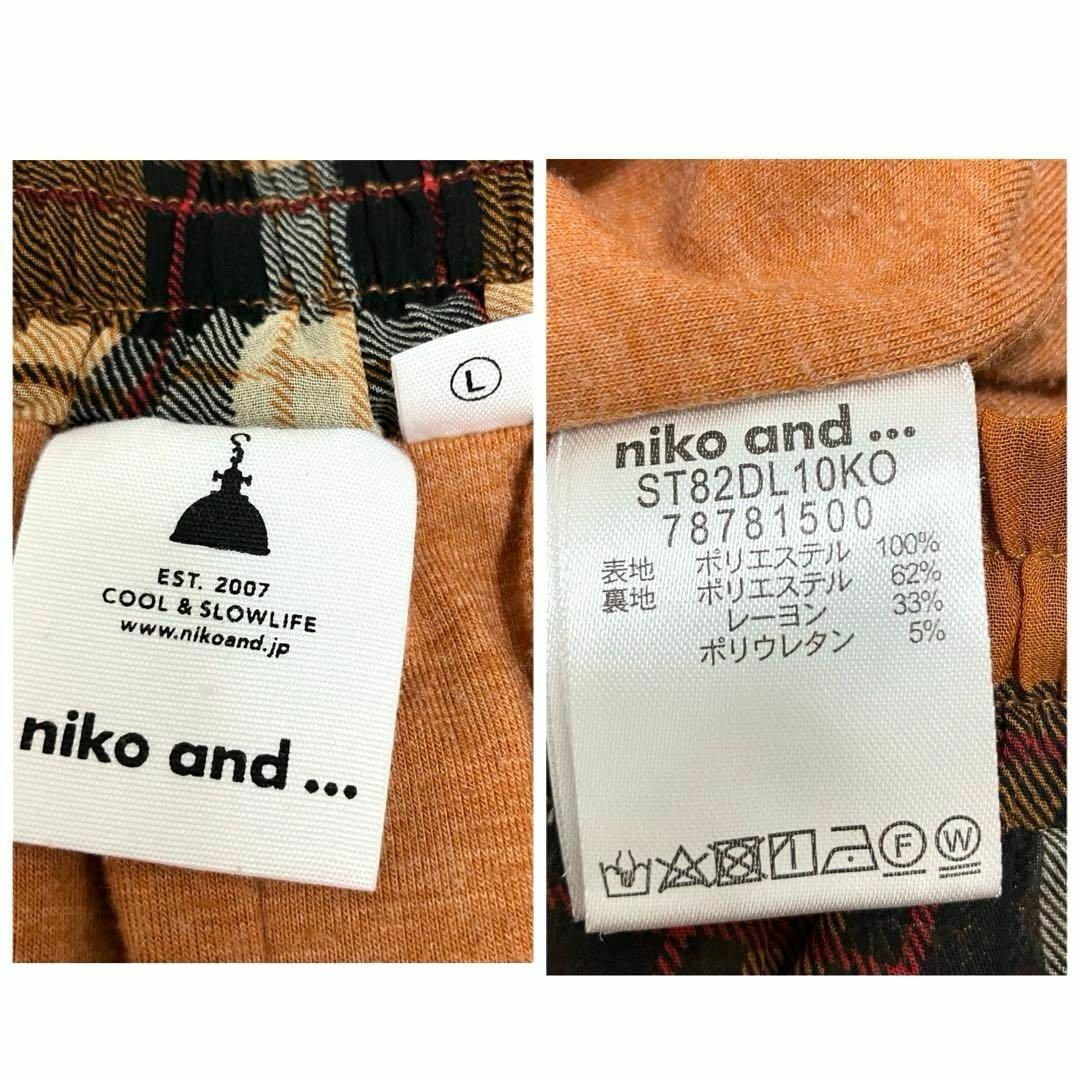 L
EST. 2007
COOL & SLOWLIFE
www.nikoand.jp
niko and ...
niko and ...
ST82DL10KO
78781500
表地 ポリエステル 100%
裏地 ポリエステル 62%
レーヨン 33%
ポリウレタン 5%
F W